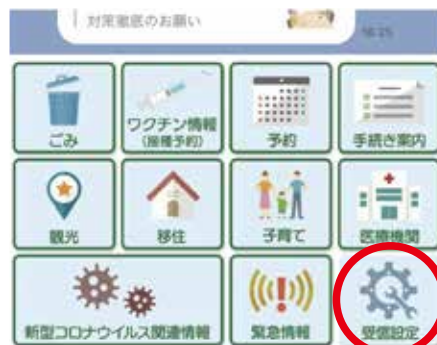 対策徹底のお願い
ごみ
ワクチン情報
(接種予約)
予約
手続き案内
観光
移住
子育て
医療機関
新型コロナウイルス関連情報
緊急情報
受信設定